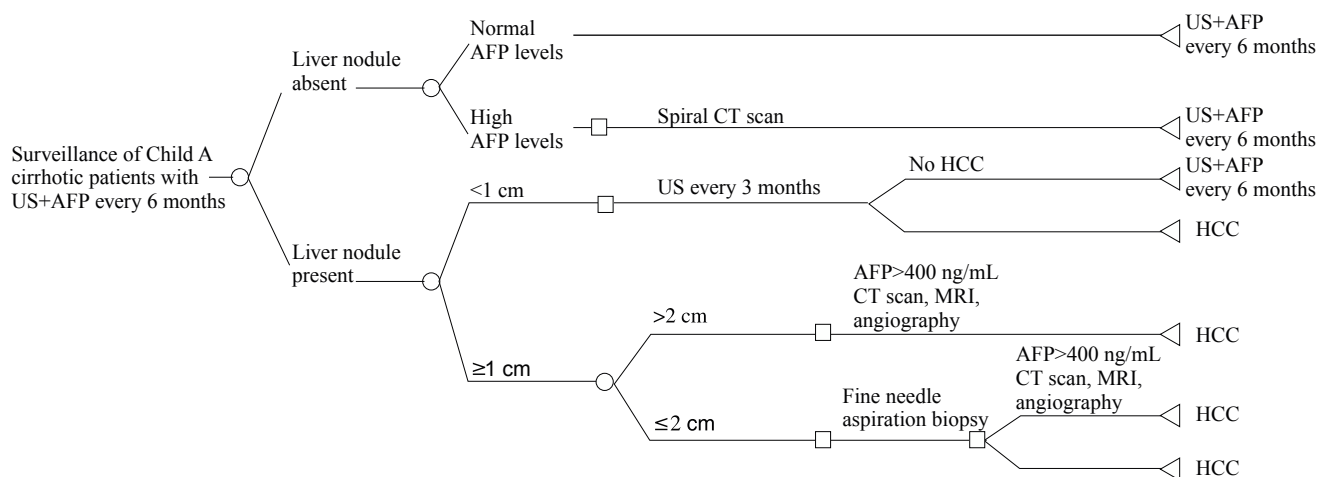 Surveillance of Child A
cirrhotic patients with
US+AFP every 6 months
Liver nodule
absent
Normal
AFP levels
US+AFP
every 6 months
High
AFP levels
Spiral CT scan
US+AFP
every 6 months
Liver nodule
present
<1 cm
US every 3 months
No HCC
US+AFP
every 6 months
HCC
≥1 cm
>2 cm
AFP>400 ng/mL
CT scan, MRI,
angiography
HCC
≤2 cm
Fine needle
aspiration biopsy
AFP>400 ng/mL
CT scan, MRI,
angiography
HCC
HCC